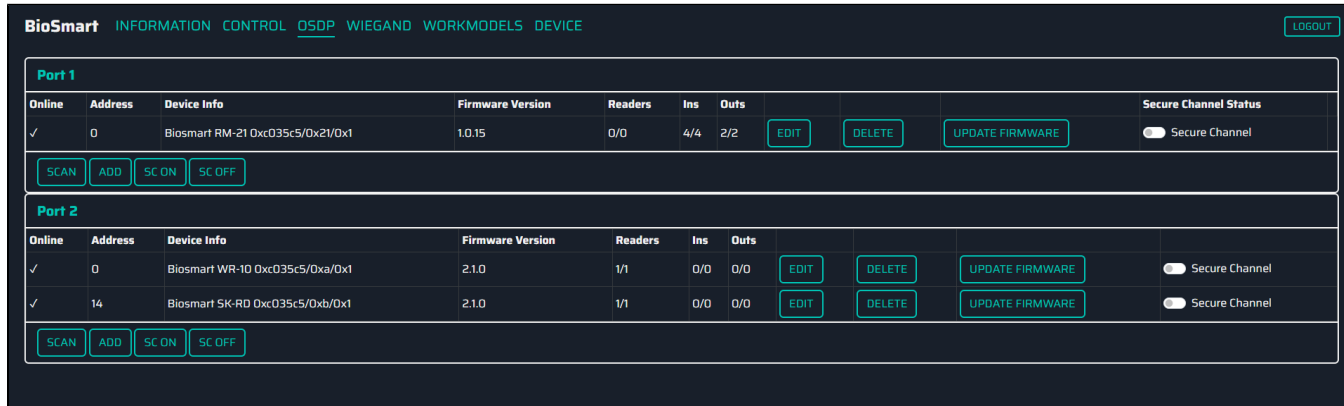 BioSmart INFORMATION CONTROL OSDP WIEGAND WORKMODELS DEVICE LOGOUT
Port 1
Online Address Device Info Firmware Version Readers Ins Outs Secure Channel Status
✓ 0 Biosmart RM-21 0xc035c5/0x21/0x1 1.0.15 0/0 4/4 2/2 EDIT DELETE UPDATE FIRMWARE Secure Channel
SCAN ADD SC ON SC OFF
Port 2
Online Address Device Info Firmware Version Readers Ins Outs
✓ 0 Biosmart WR-10 0xc035c5/0xa/0x1 2.1.0 1/1 0/0 0/0 EDIT DELETE UPDATE FIRMWARE Secure Channel
✓ 14 Biosmart SK-RD 0xc035c5/0xb/0x1 2.1.0 1/1 0/0 0/0 EDIT DELETE UPDATE FIRMWARE Secure Channel
SCAN ADD SC ON SC OFF